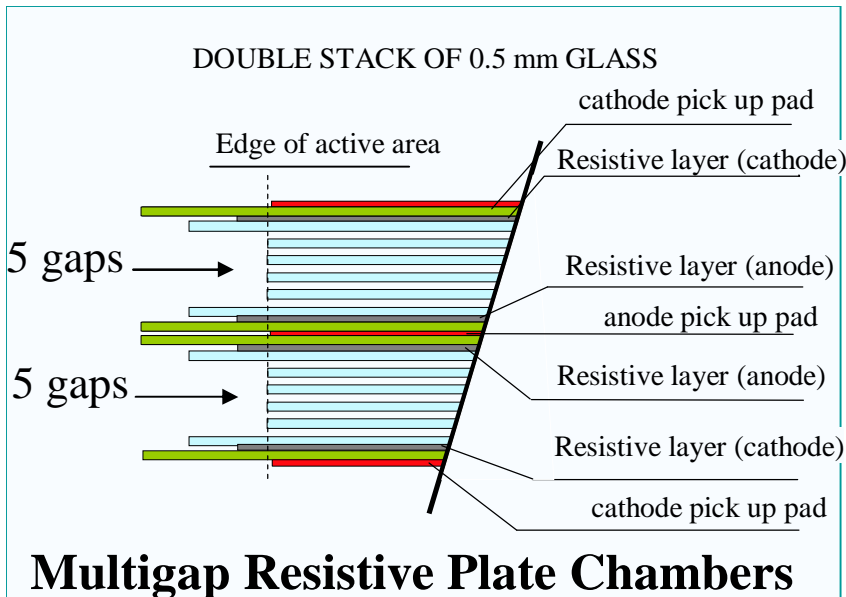 DOUBLE STACK OF 0.5 mm GLASS
cathode pick up pad
Edge of active area
Resistive layer (cathode)
5 gaps
Resistive layer (anode)
anode pick up pad
5 gaps
Resistive layer (anode)
Resistive layer (cathode)
cathode pick up pad
Multigap Resistive Plate Chambers